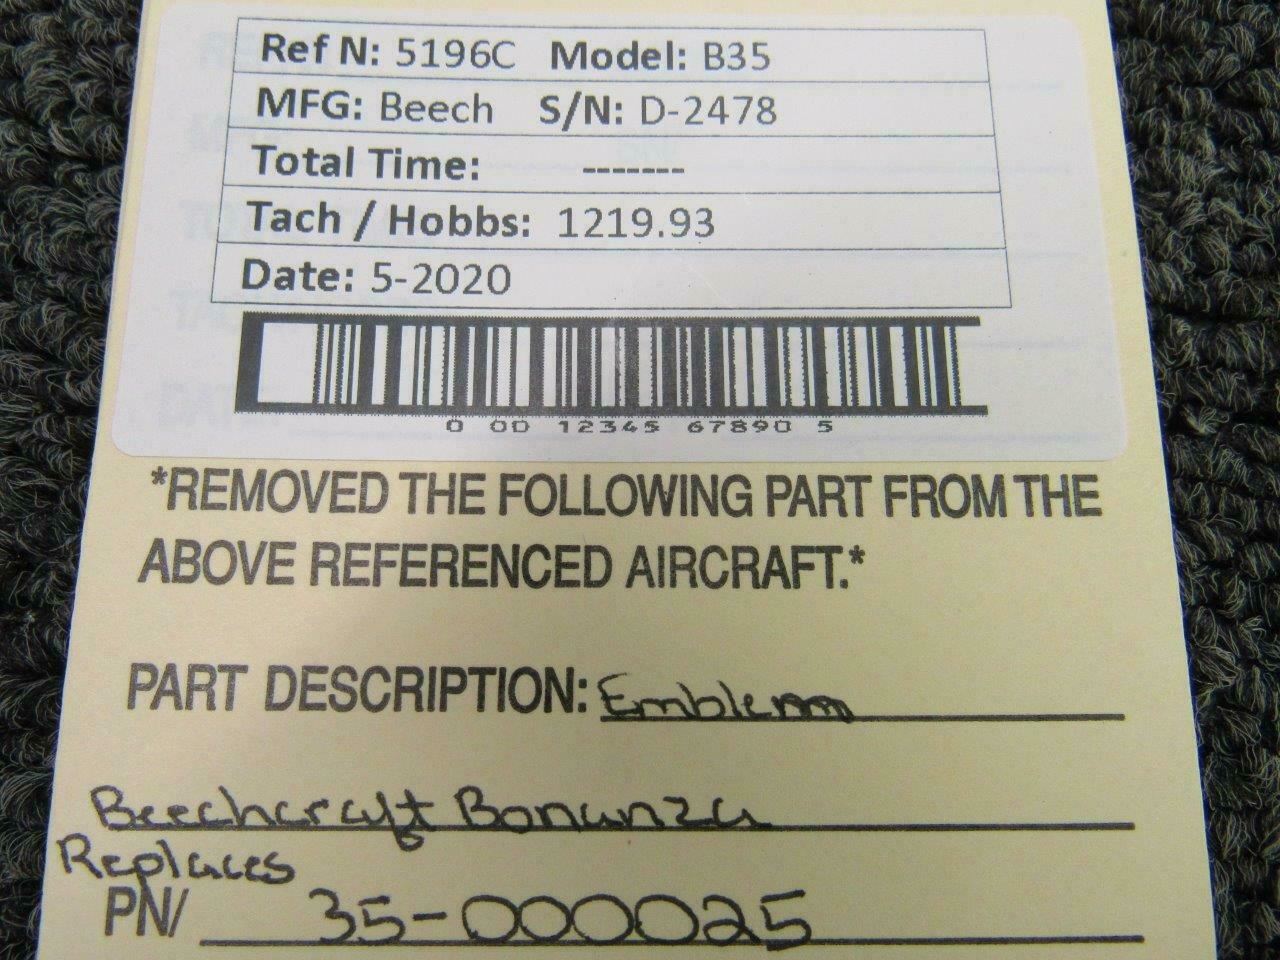 Ref N: 5196C Model: B35
MFG: Beech S/N: D-2478
Total Time: -------
Tach / Hobbs: 1219.93
Date: 5-2020
0 00 12345 67890 5
*REMOVED THE FOLLOWING PART FROM THE
ABOVE REFERENCED AIRCRAFT.*
PART DESCRIPTION: Emblem
Beechcraft Bonanza
Replaces
PN/ 35-000025